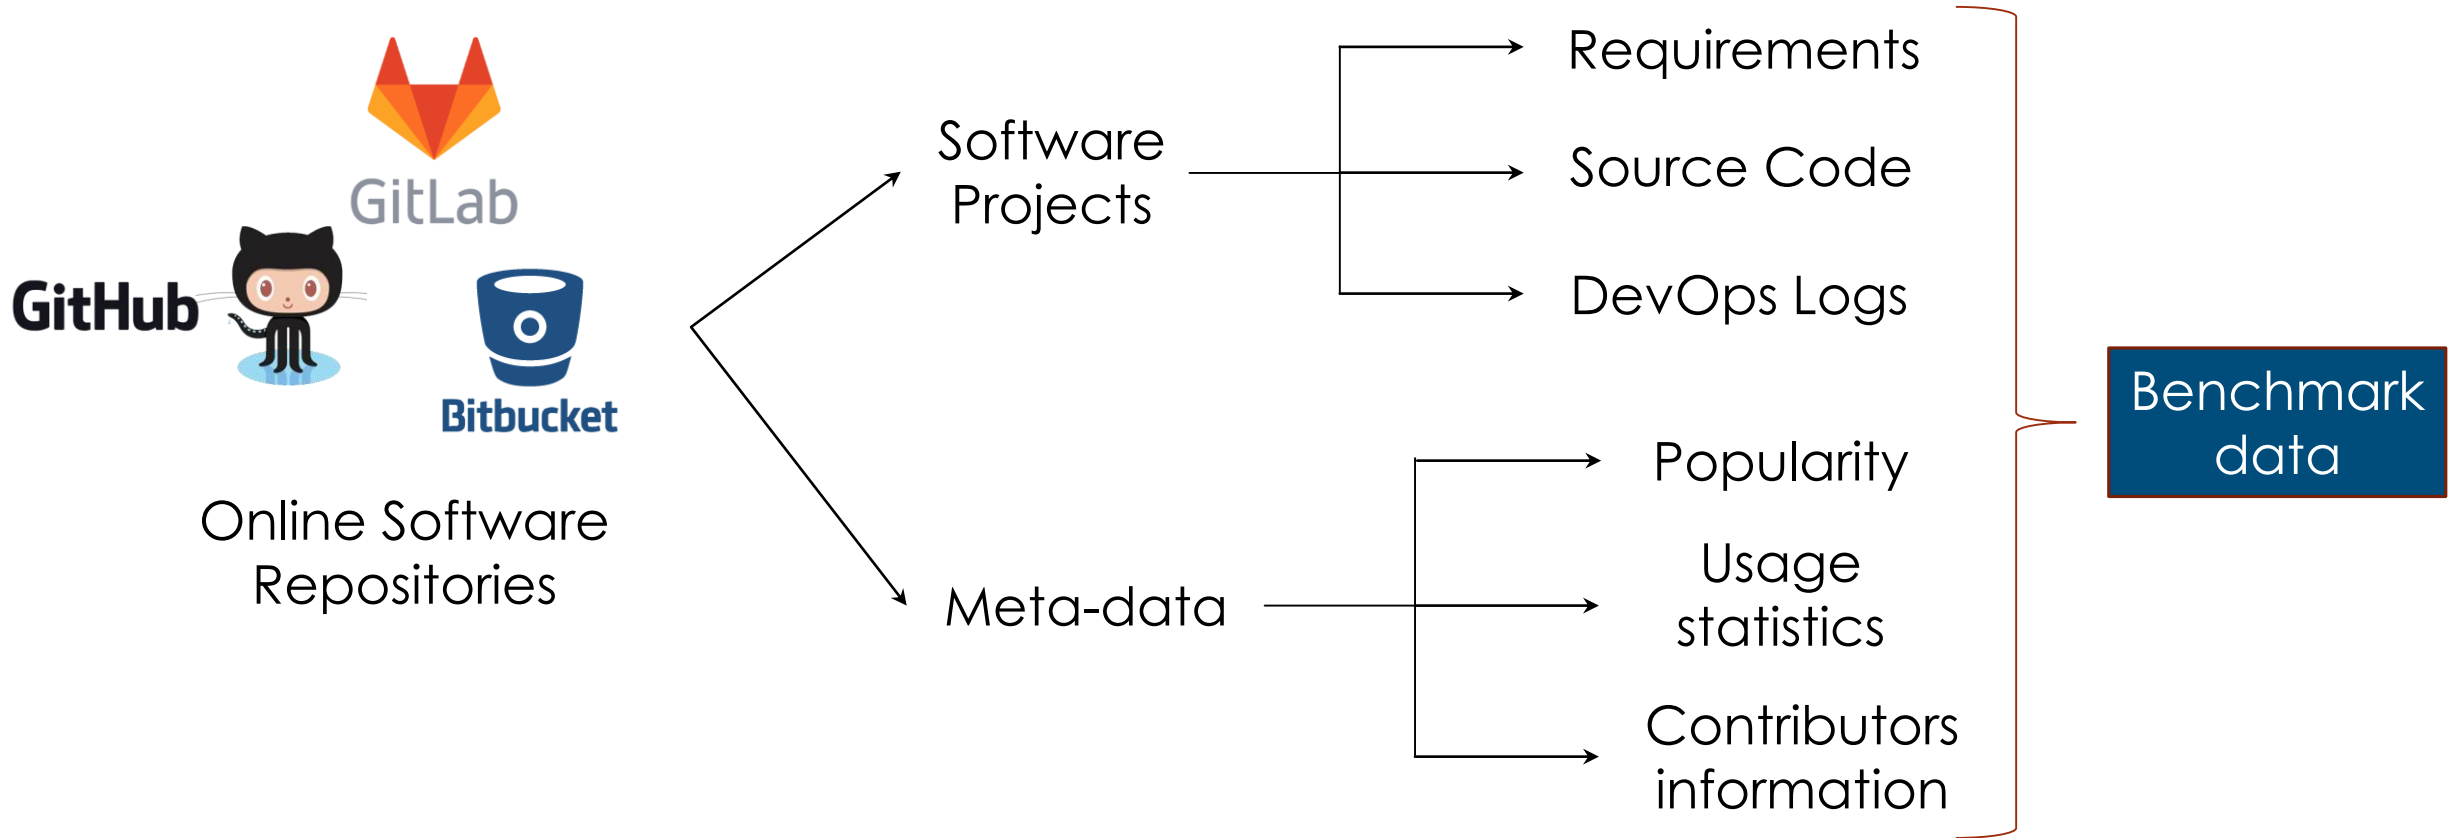 GitLab
GitHub
Bitbucket
Online Software
Repositories
Software
Projects
Meta-data
Requirements
Source Code
DevOps Logs
Popularity
Usage
statistics
Contributors
information
Benchmark
data